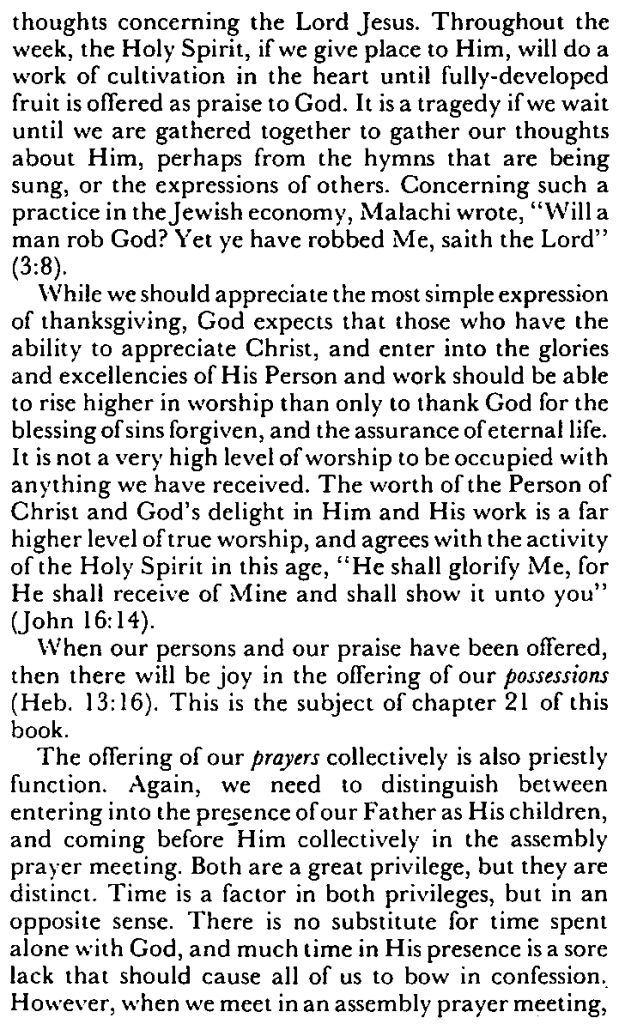 thoughts concerning the Lord Jesus. Throughout the
week, the Holy Spirit, if we give place to Him, will do a
work of cultivation in the heart until fully-developed
fruit is offered as praise to God. It is a tragedy if we wait
until we are gathered together to gather our thoughts
about Him, perhaps from the hymns that are being
sung, or the expressions of others. Concerning such a
practice in the Jewish economy, Malachi wrote, "Will a
man rob God? Yet ye have robbed Me, saith the Lord"
(3:8).
While we should appreciate the most simple expression
of thanksgiving, God expects that those who have the
ability to appreciate Christ, and enter into the glories
and excellencies of His Person and work should be able
to rise higher in worship than only to thank God for the
blessing of sins forgiven, and the assurance of eternal life.
It is not a very high level of worship to be occupied with
anything we have received. The worth of the Person of
Christ and God's delight in Him and His work is a far
higher level of true worship, and agrees with the activity
of the Holy Spirit in this age, "He shall glorify Me, for
He shall receive of Mine and shall show it unto you"
(John 16:14).
When our persons and our praise have been offered,
then there will be joy in the offering of our possessions
(Heb. 13:16). This is the subject of chapter 21 of this
book.
The offering of our prayers collectively is also priestly
function. Again, we need to distinguish between
entering into the presence of our Father as His children,
and coming before Him collectively in the assembly
prayer meeting. Both are a great privilege, but they are
distinct. Time is a factor in both privileges, but in an
opposite sense. There is no substitute for time spent
alone with God, and much time in His presence is a sore
lack that should cause all of us to bow in confession.
However, when we meet in an assembly prayer meeting,